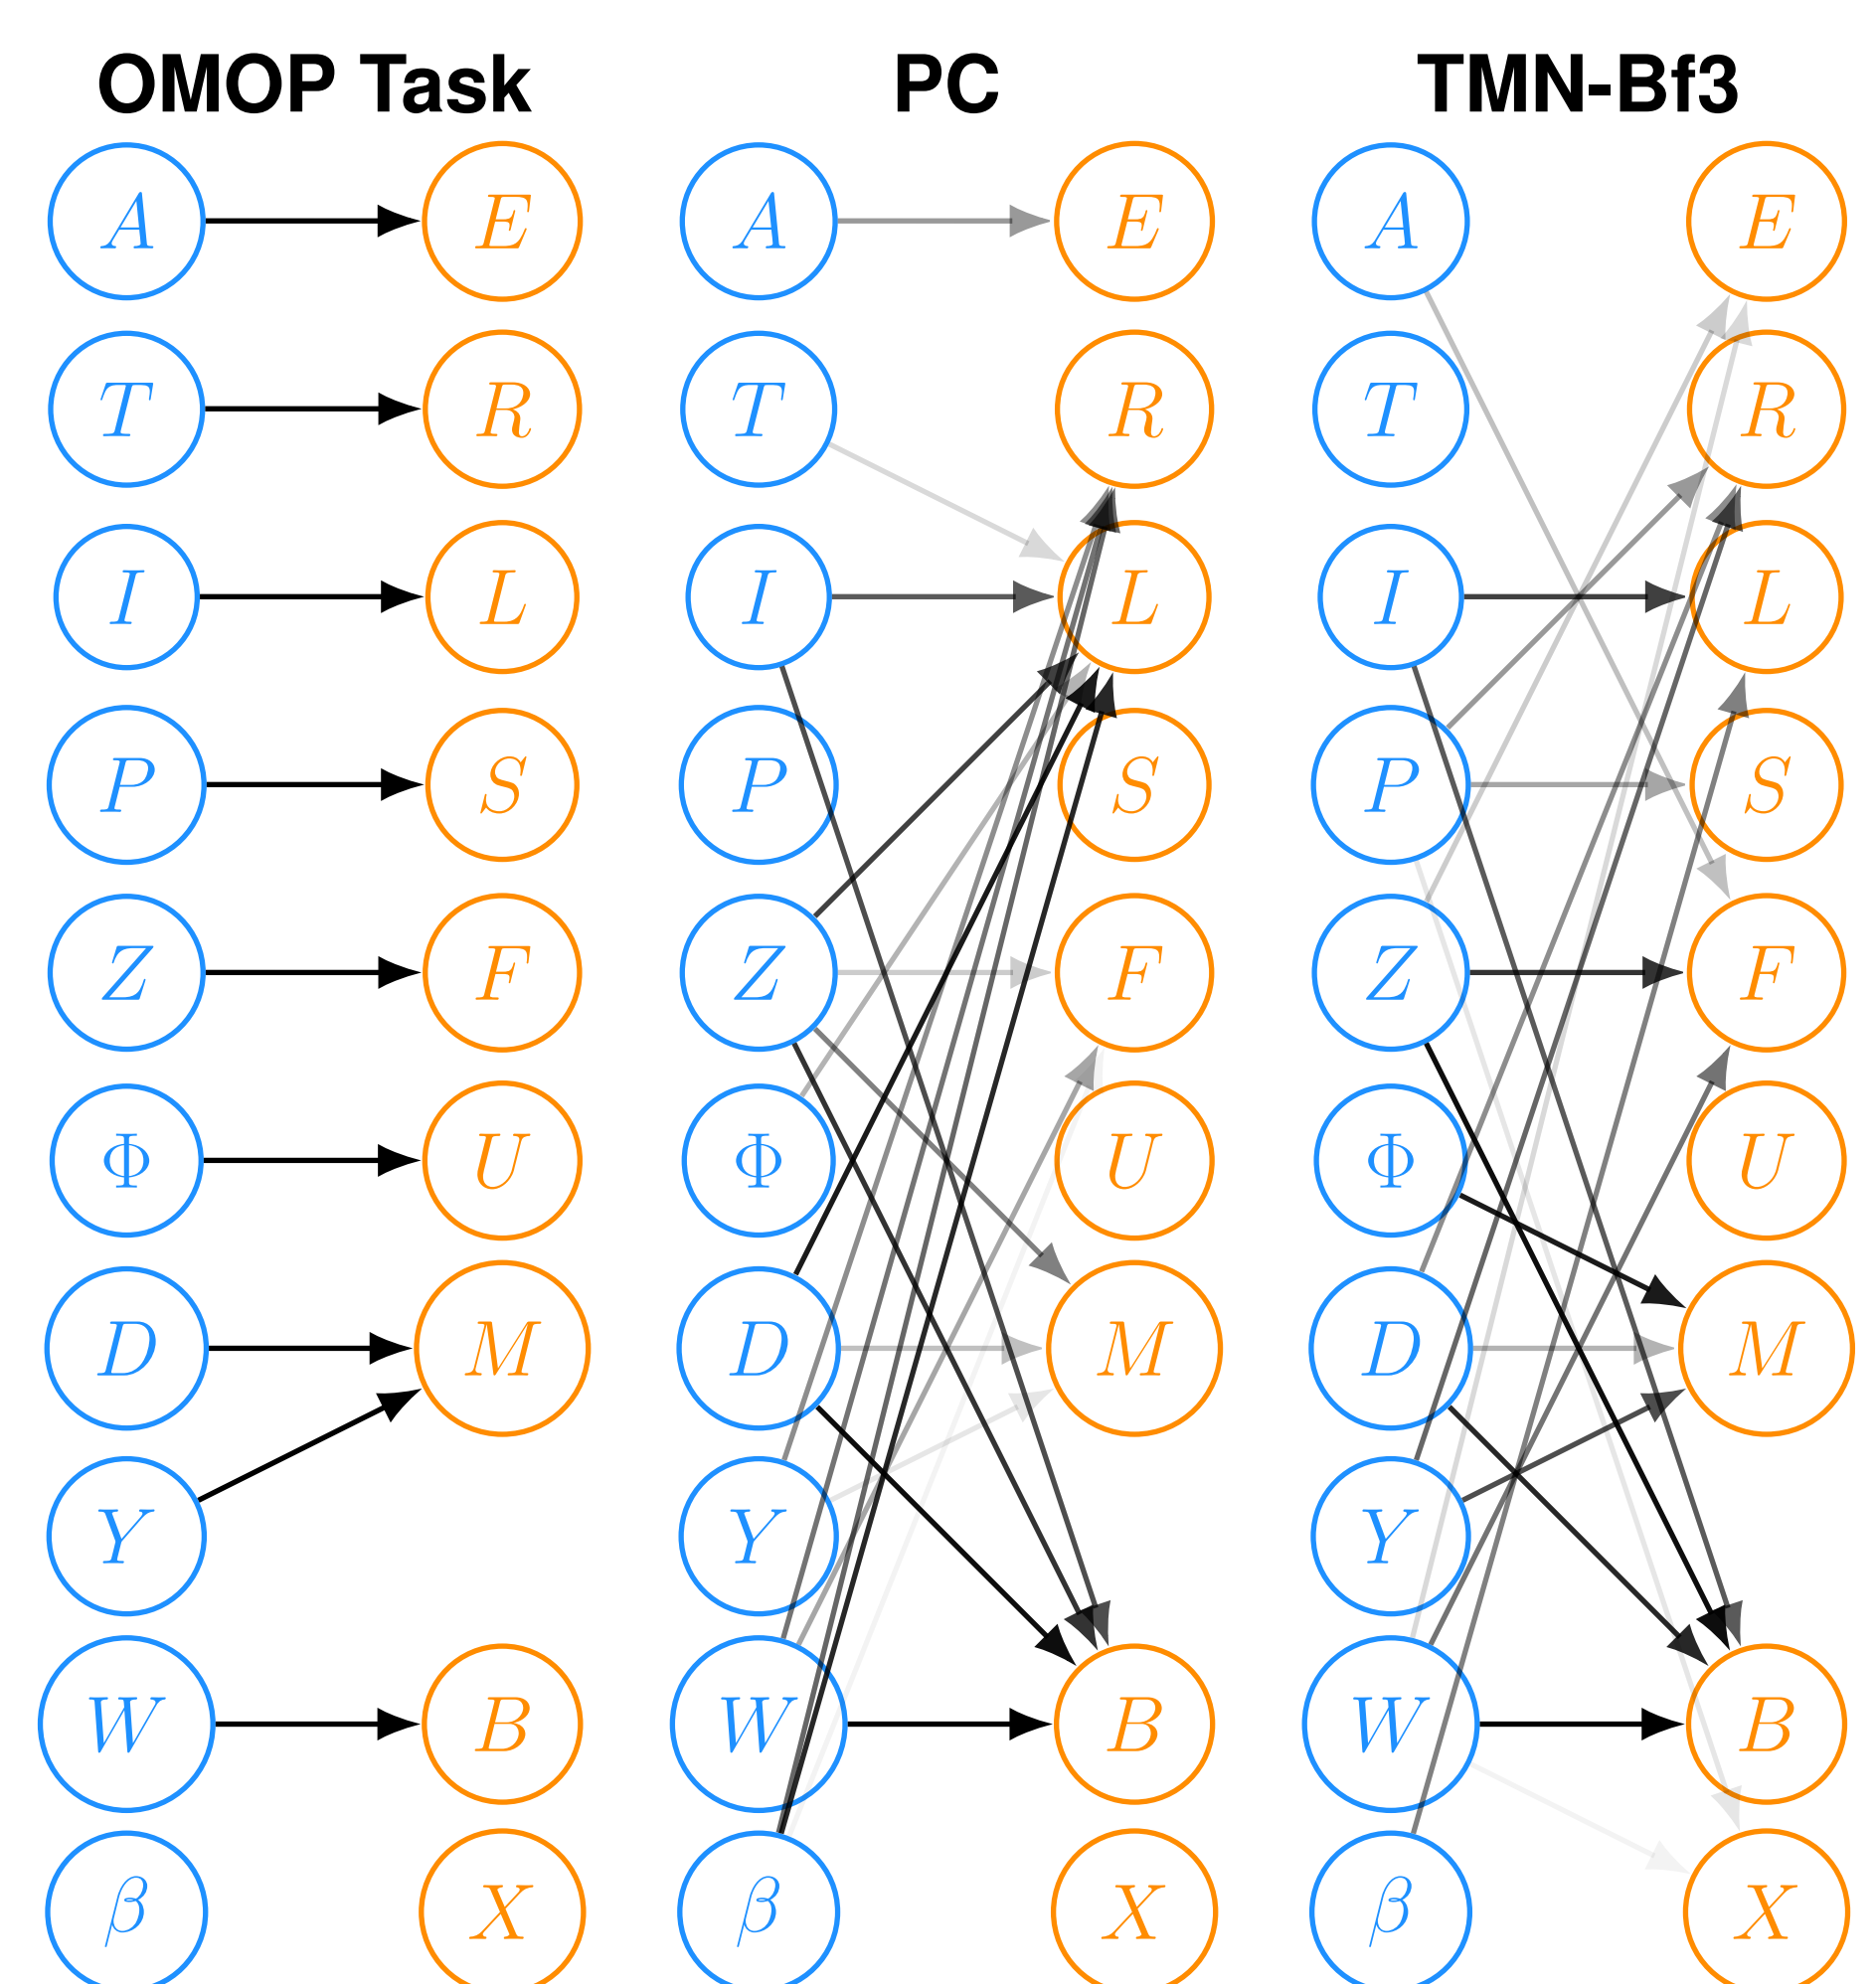 OMOP Task PC TMN-Bf3
A E A E A E
T R T R T R
I L I L I L
P S P S P S
Z F Z F Z F
Φ U Φ U Φ U
D M D M D M
Y Y Y
W B W B W B
β X β X β X